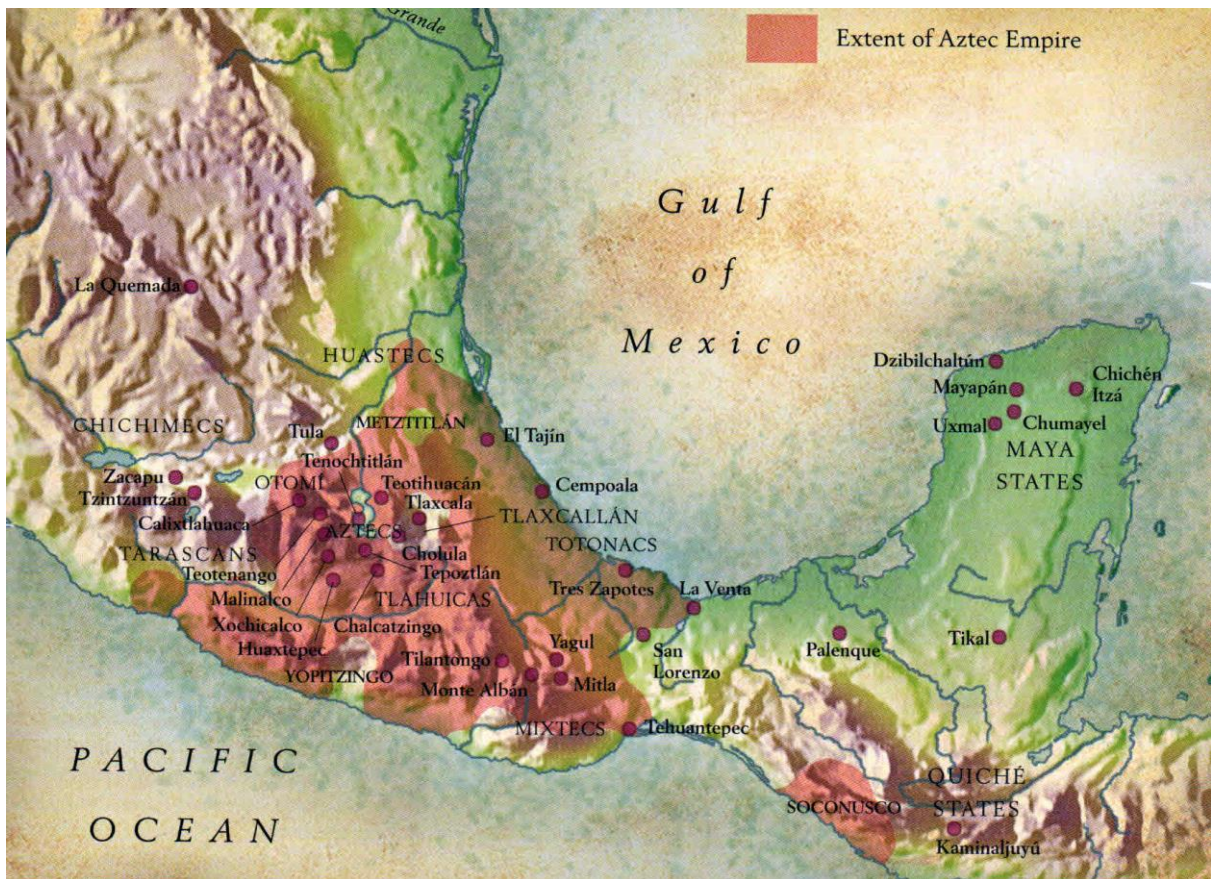 Grande
Extent of Aztec Empire
Gulf
of
Mexico
La Quemada
HUASTECS
Dzibilchaltún
Mayapán
Chichén
Itzá
CHICHIMECS
METZTITLÁN
Uxmal
Chumayel
Tula
El Tajín
MAYA
STATES
Tenochtitlán
Zacapu
OTOMÍ
Teotihuacán
Tzintzuntzán
Cempoala
Tlaxcala
Calixtlahuaca
TLAXCALLÁN
AZTECS
TOTONACS
TARASCANS
Cholula
Teotenango
Tepoztlán
Tres Zapotes
La Venta
Malinalco
TLAHUICAS
Xochicalco
Chalcatzingo
Huaxtepec
Yagul
San
Lorenzo
Palenque
Tikal
Tilantongo
YOPITZINGO
Monte Albán
Mitla
MIXTECS
Tehuantepec
PACIFIC
OCEAN
QUICHÉ
STATES
SOCONUSCO
Kaminaljuyú